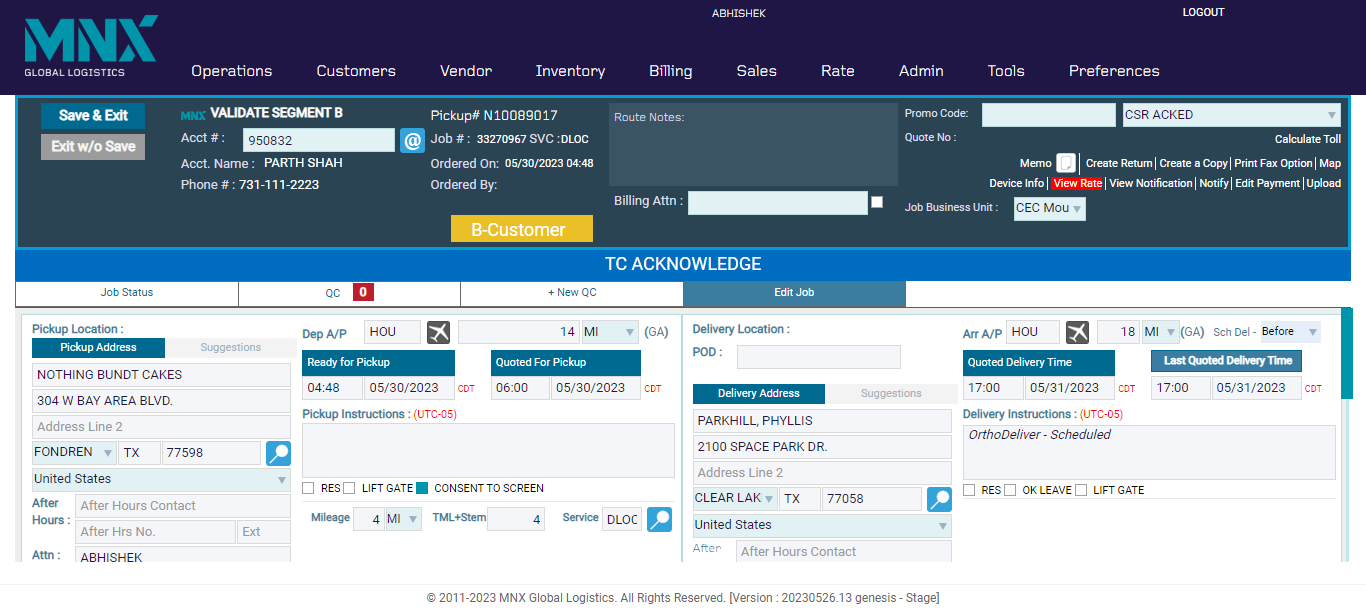 ABHISHEK
LOGOUT
MNX
GLOBAL LOGISTICS
Operations Customers Vendor Inventory Billing Sales Rate Admin Tools Preferences
Save & Exit
Exit w/o Save
MNX VALIDATE SEGMENT B
Acct # : 950832 @
Acct. Name : PARTH SHAH
Phone # : 731-111-2223
Pickup# N10089017
Job # : 33270967 SVC :DLOC
Ordered On: 05/30/2023 04:48
Ordered By:
B-Customer
Route Notes:
Billing Attn :
Promo Code: CSR ACKED
Quote No : Calculate Toll
Memo Create Return| Create a Copy| Print Fax Option| Map
Device Info| View Rate| View Notification| Notify| Edit Payment| Upload
Job Business Unit : CEC Mou
TC ACKNOWLEDGE
Job Status QC 0 + New QC Edit Job
Pickup Location :
Pickup Address Suggestions
NOTHING BUNDT CAKES
304 W BAY AREA BLVD.
Address Line 2
FONDREN TX 77598
United States
After Hours : After Hours Contact
After Hrs No. Ext
Attn : ABHISHEK
Dep A/P HOU 14 MI (GA)
Ready for Pickup Quoted For Pickup
04:48 05/30/2023 CDT 06:00 05/30/2023 CDT
Pickup Instructions : (UTC-05)
RES LIFT GATE CONSENT TO SCREEN
Mileage 4 MI TML+Stem 4 Service DLOC
Delivery Location :
POD :
Delivery Address Suggestions
PARKHILL, PHYLLIS
2100 SPACE PARK DR.
Address Line 2
CLEAR LAK TX 77058
United States
After After Hours Contact
Arr A/P HOU 18 MI (GA) Sch Del - Before
Quoted Delivery Time Last Quoted Delivery Time
17:00 05/31/2023 CDT 17:00 05/31/2023 CDT
Delivery Instructions : (UTC-05)
OrthoDeliver - Scheduled
RES OK LEAVE LIFT GATE
© 2011-2023 MNX Global Logistics. All Rights Reserved. [Version : 20230526.13 genesis - Stage]